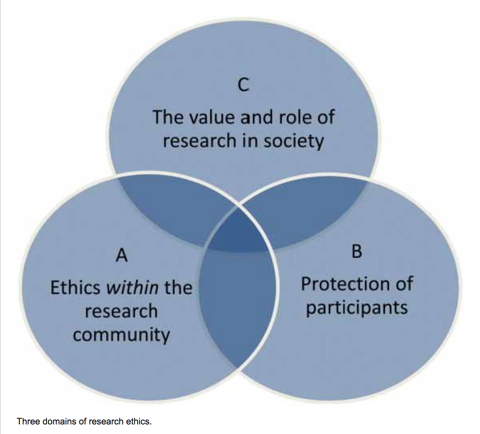 C
The value and role of
research in society
A
Ethics within the
research
community
B
Protection of
participants
Three domains of research ethics.